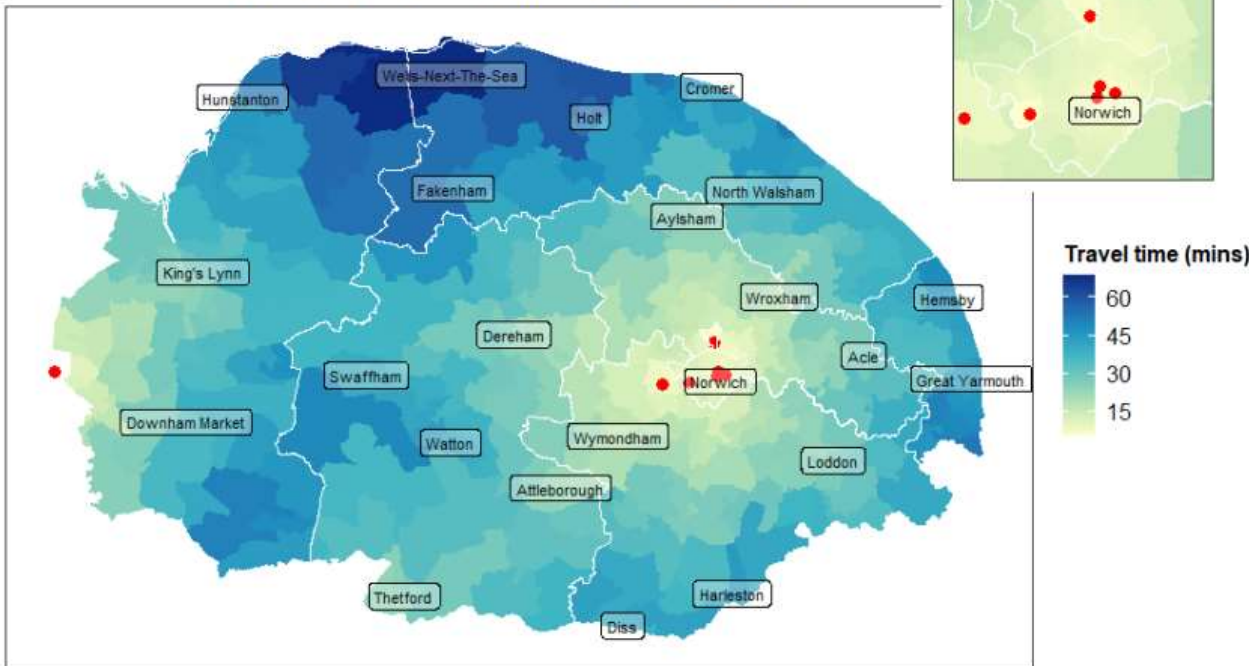 Norwich
Wells-Next-The-Sea
Hunstanton
Cromer
Holt
Fakenham
North Walsham
Aylsham
King's Lynn
Travel time (mins)
60
45
30
15
Wroxham
Hemsby
Dereham
Acle
Swaffham
Norwich
Great Yarmouth
Downham Market
Watton
Wymondham
Loddon
Attleborough
Thetford
Harleston
Diss